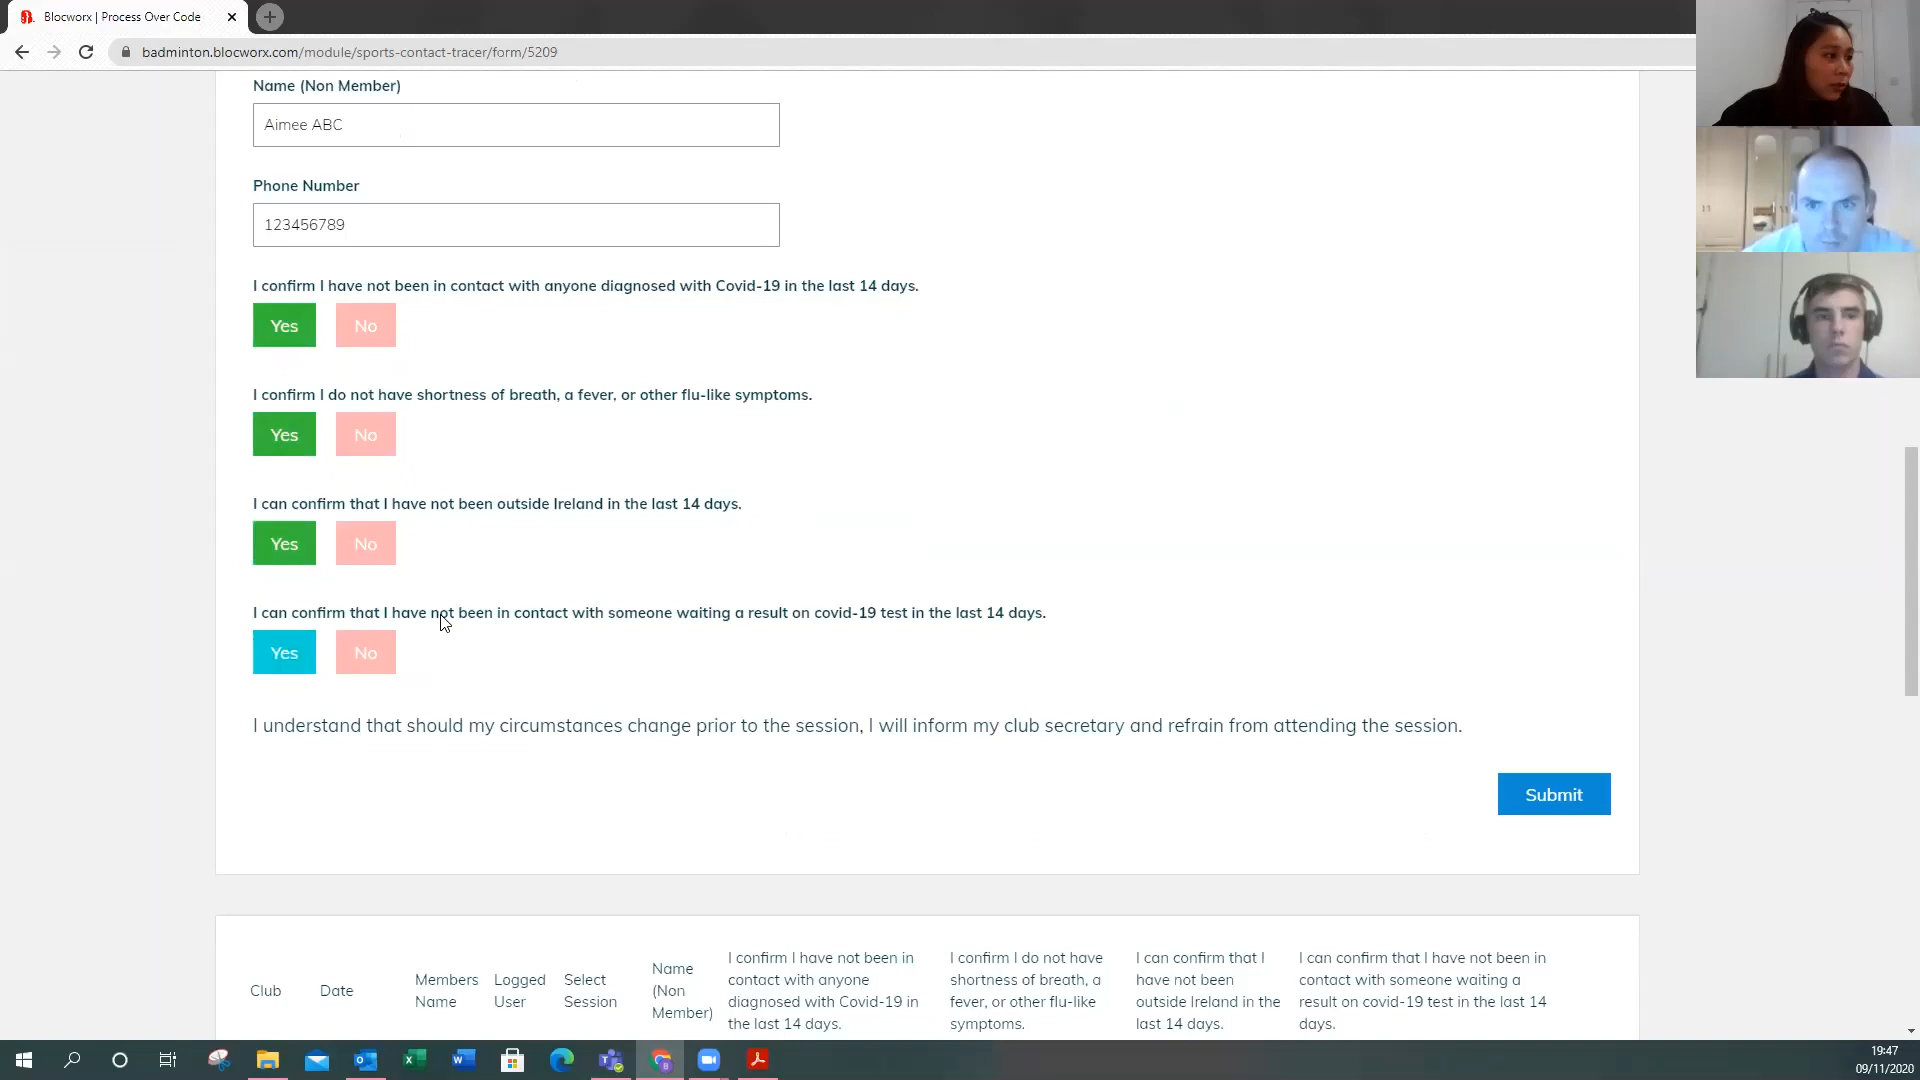 Blocworx | Process Over Code
badminton.blocworx.com/module/sports-contact-tracer/form/5209
Name (Non Member)
Aimee ABC
Phone Number
123456789
I confirm I have not been in contact with anyone diagnosed with Covid-19 in the last 14 days.
Yes No
I confirm I do not have shortness of breath, a fever, or other flu-like symptoms.
Yes No
I can confirm that I have not been outside Ireland in the last 14 days.
Yes No
I can confirm that I have not been in contact with someone waiting a result on covid-19 test in the last 14 days.
Yes No
I understand that should my circumstances change prior to the session, I will inform my club secretary and refrain from attending the session.
Submit
Club
Date
Members
Name
Logged
User
Select
Session
Name
(Non
Member)
I confirm I have not been in
contact with anyone
diagnosed with Covid-19 in
the last 14 days.
I confirm I do not have
shortness of breath, a
fever, or other flu-like
symptoms.
I can confirm that I
have not been
outside Ireland in the
last 14 days.
I can confirm that I have not been in
contact with someone waiting a
result on covid-19 test in the last 14
days.
19:47
09/11/2020